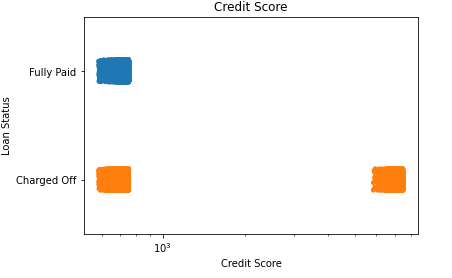 Credit Score
Fully Paid
Loan Status
Charged Off
10³
Credit Score